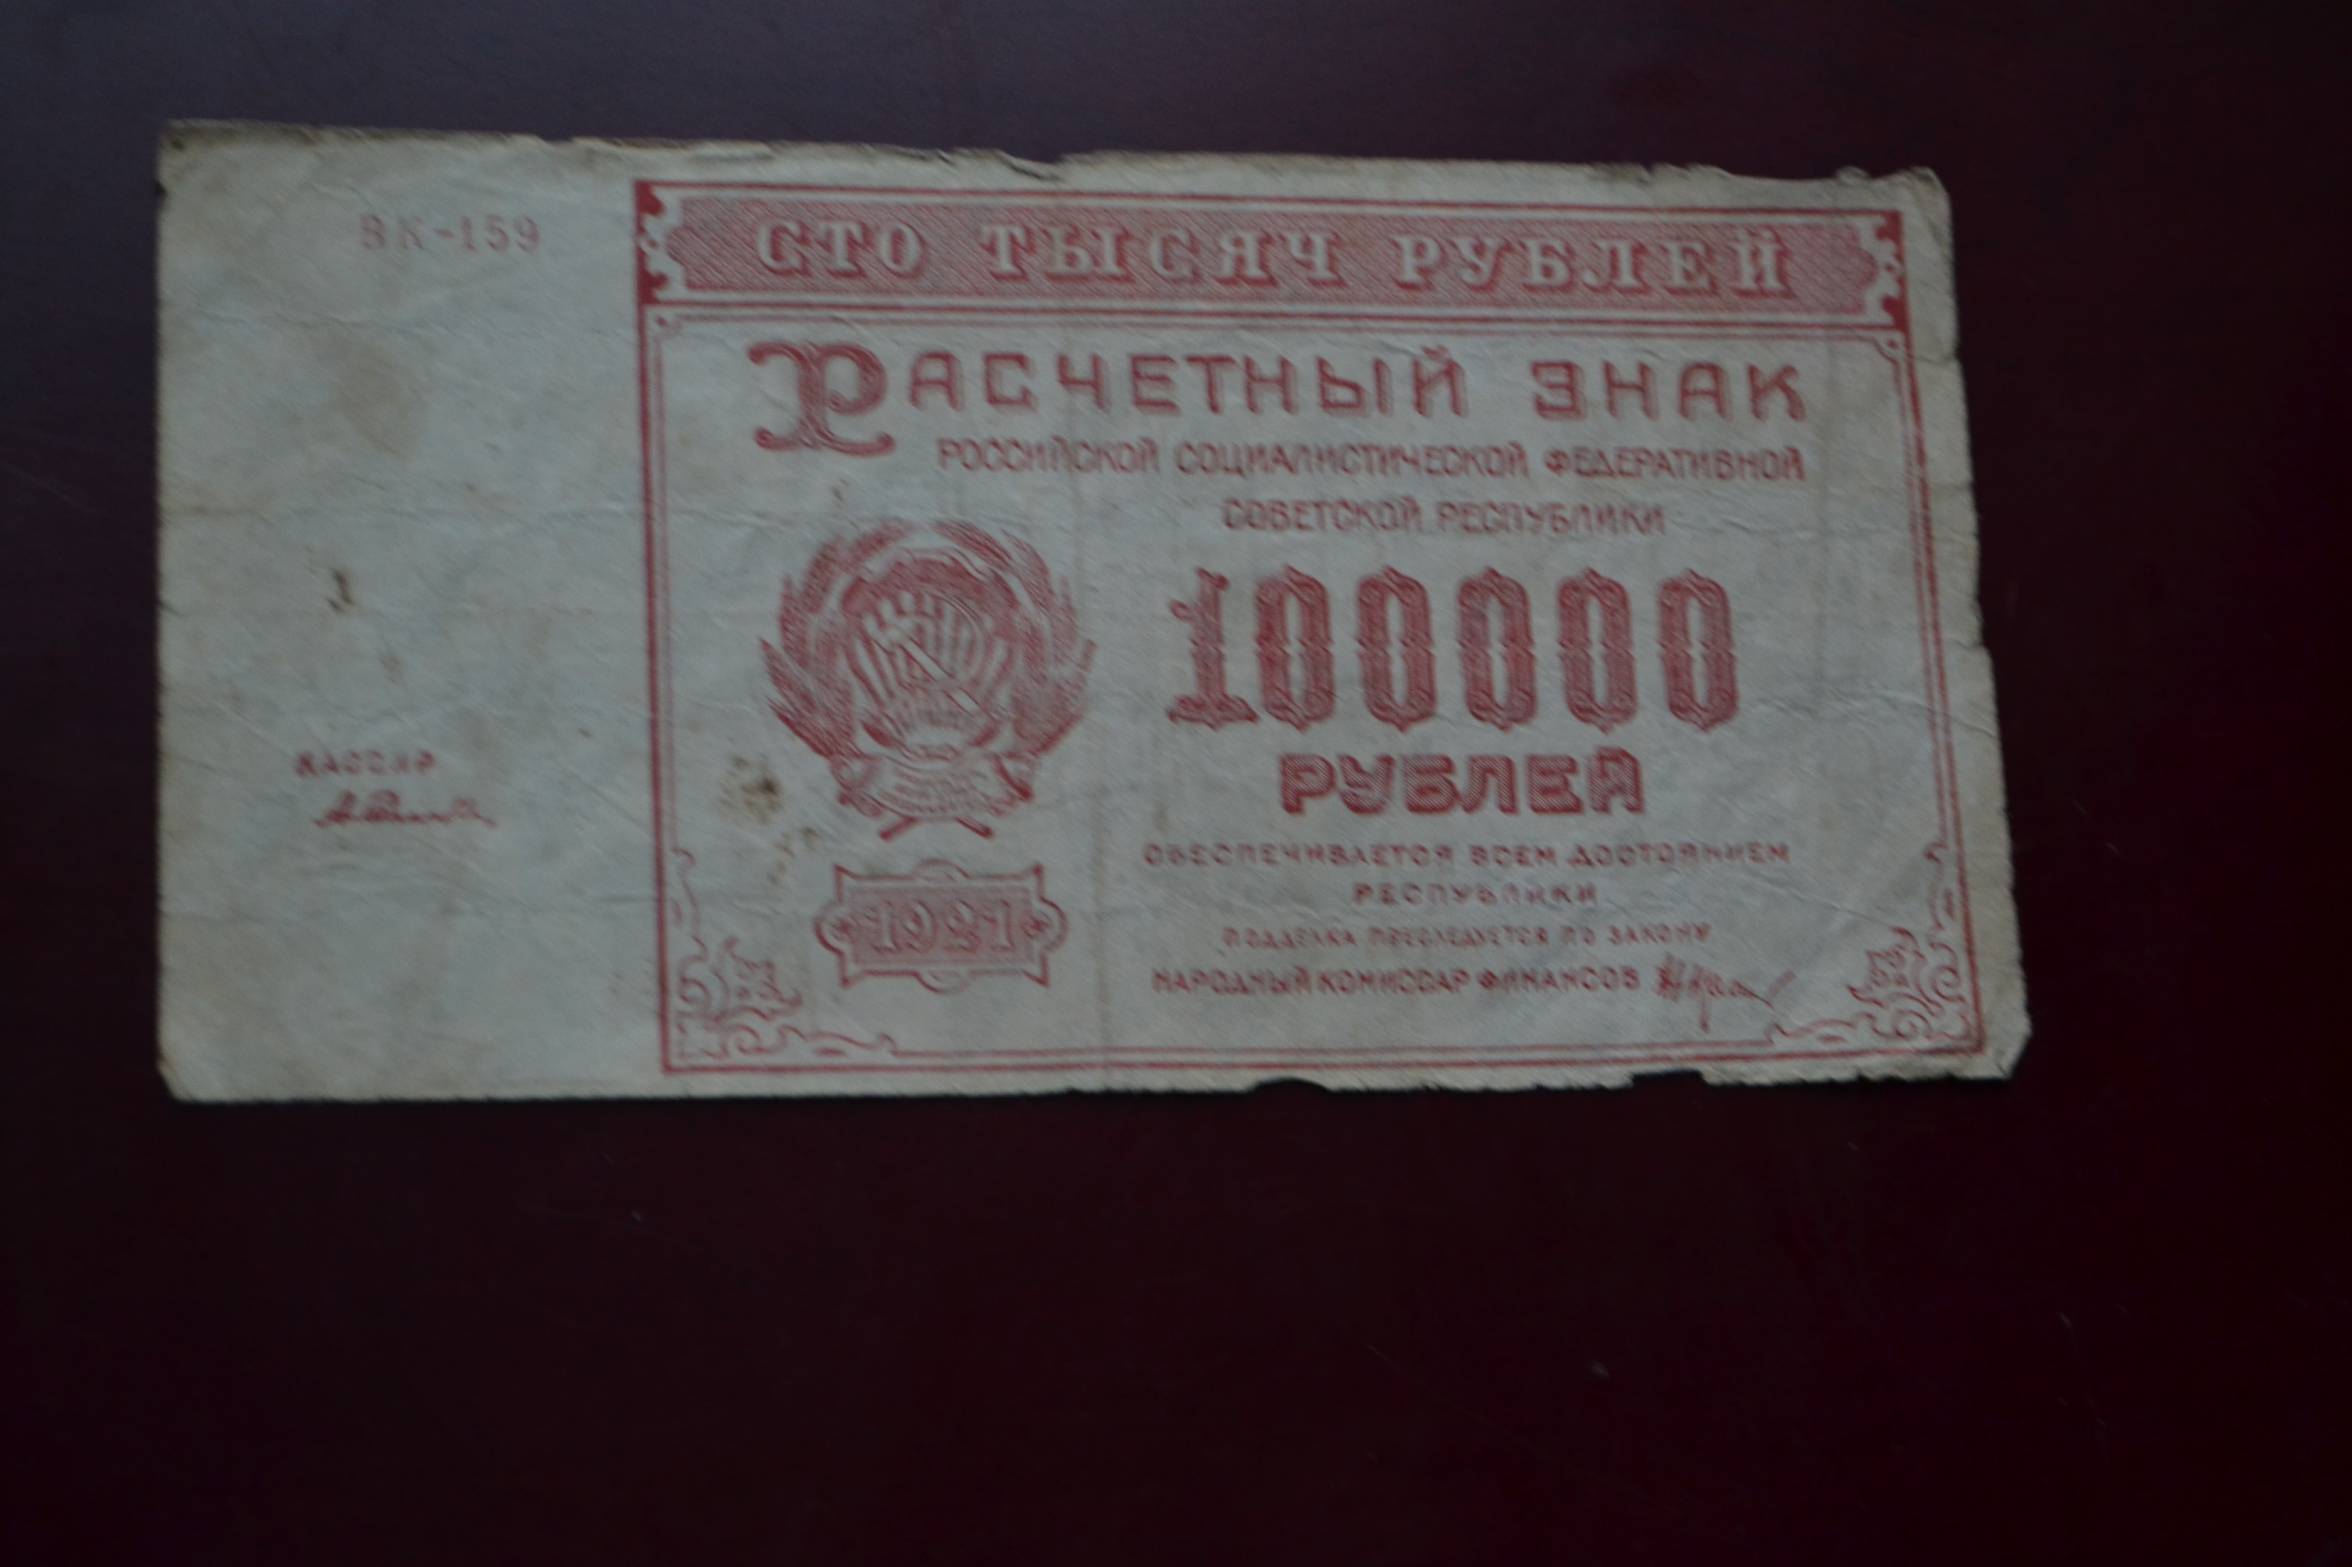 ВК-159
СТО ТЫСЯЧ РУБЛЕЙ
РАСЧЕТНЫЙ ЗНАК
РОССИЙСКОЙ СОЦИАЛИСТИЧЕСКОЙ ФЕДЕРАТИВНОЙ
СОВЕТСКОЙ РЕСПУБЛИКИ
100000
РУБЛЕЙ
КАССИР
1921
ОБЕСПЕЧИВАЕТСЯ ВСЕМ ДОСТОЯНИЕМ
РЕСПУБЛИКИ
ПОДДЕЛКА ПРЕСЛЕДУЕТСЯ ПО ЗАКОНУ
НАРОДНЫЙ КОМИССАР ФИНАНСОВ